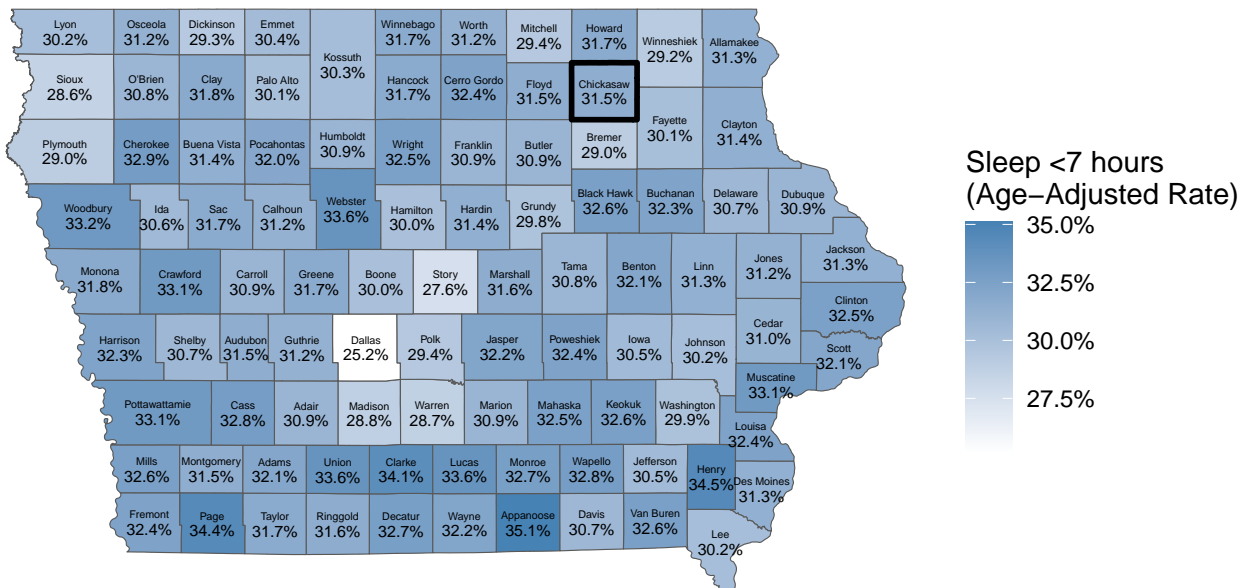 Lyon
30.2%
Osceola
31.2%
Dickinson
29.3%
Emmet
30.4%
Kossuth
30.3%
Winnebago
31.7%
Worth
31.2%
Mitchell
29.4%
Howard
31.7%
Winneshiek
29.2%
Allamakee
31.3%
Sioux
28.6%
O'Brien
30.8%
Clay
31.8%
Palo Alto
30.1%
Hancock
31.7%
Cerro Gordo
32.4%
Floyd
31.5%
Chickasaw
31.5%
Fayette
30.1%
Clayton
31.4%
Plymouth
29.0%
Cherokee
32.9%
Buena Vista
31.4%
Pocahontas
32.0%
Humboldt
30.9%
Wright
32.5%
Franklin
30.9%
Butler
30.9%
Bremer
29.0%
Woodbury
33.2%
Ida
30.6%
Sac
31.7%
Calhoun
31.2%
Webster
33.6%
Hamilton
30.0%
Hardin
31.4%
Grundy
29.8%
Black Hawk
32.6%
Buchanan
32.3%
Delaware
30.7%
Dubuque
30.9%
Monona
31.8%
Crawford
33.1%
Carroll
30.9%
Greene
31.7%
Boone
30.0%
Story
27.6%
Marshall
31.6%
Tama
30.8%
Benton
32.1%
Linn
31.3%
Jones
31.2%
Jackson
31.3%
Clinton
32.5%
Harrison
32.3%
Shelby
30.7%
Audubon
31.5%
Guthrie
31.2%
Dallas
25.2%
Polk
29.4%
Jasper
32.2%
Poweshiek
32.4%
Iowa
30.5%
Johnson
30.2%
Cedar
31.0%
Scott
32.1%
Muscatine
33.1%
Pottawattamie
33.1%
Cass
32.8%
Adair
30.9%
Madison
28.8%
Warren
28.7%
Marion
30.9%
Mahaska
32.5%
Keokuk
32.6%
Washington
29.9%
Louisa
32.4%
Mills
32.6%
Montgomery
31.5%
Adams
32.1%
Union
33.6%
Clarke
34.1%
Lucas
33.6%
Monroe
32.7%
Wapello
32.8%
Jefferson
30.5%
Henry
34.5%
Des Moines
31.3%
Fremont
32.4%
Page
34.4%
Taylor
31.7%
Ringgold
31.6%
Decatur
32.7%
Wayne
32.2%
Appanoose
35.1%
Davis
30.7%
Van Buren
32.6%
Lee
30.2%
Sleep <7 hours
(Age−Adjusted Rate)
35.0%
32.5%
30.0%
27.5%